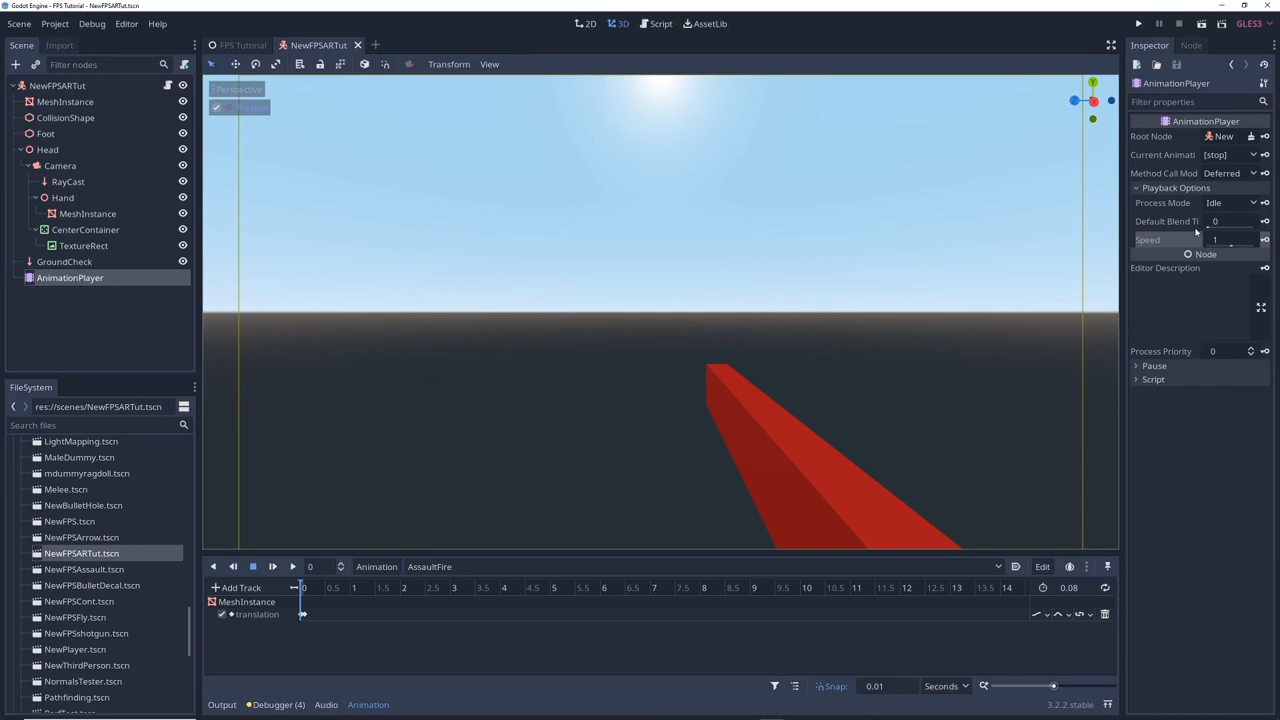 Godot Engine - FPS Tutorial - NewFPSARTut.tscn
Scene Project Debug Editor Help
2D 3D Script AssetLib
GLES3
Scene Import
FPS Tutorial NewFPSARTut
Inspector Node
Filter nodes
Transform View
NewFPSARTut
MeshInstance
CollisionShape
Foot
Head
Camera
RayCast
Hand
MeshInstance
CenterContainer
TextureRect
GroundCheck
AnimationPlayer
Perspective
Preview
Y
Z
X
AnimationPlayer
Filter properties
AnimationPlayer
Root Node New
Current Animati [stop]
Method Call Mod Deferred
Playback Options
Process Mode Idle
Default Blend Ti 0
Speed 1
Node
Editor Description
Process Priority 0
Pause
Script
FileSystem
res://scenes/NewFPSARTut.tscn
Search files
LightMapping.tscn
MaleDummy.tscn
mdummyragdoll.tscn
Melee.tscn
NewBulletHole.tscn
NewFPS.tscn
NewFPSArrow.tscn
NewFPSARTut.tscn
NewFPSAssault.tscn
NewFPSBulletDecal.tscn
NewFPSCont.tscn
NewFPSFly.tscn
NewFPSshotgun.tscn
NewPlayer.tscn
NewThirdPerson.tscn
NormalsTester.tscn
Pathfinding.tscn
0 Animation AssaultFire Edit
Add Track 0 0.5 1 1.5 2 2.5 3 3.5 4 4.5 5 5.5 6 6.5 7 7.5 8 8.5 9 9.5 10 10.5 11 11.5 12 12.5 13 13.5 14 0.08
MeshInstance
translation
Snap: 0.01 Seconds
Output Debugger (4) Audio Animation 3.2.2.stable